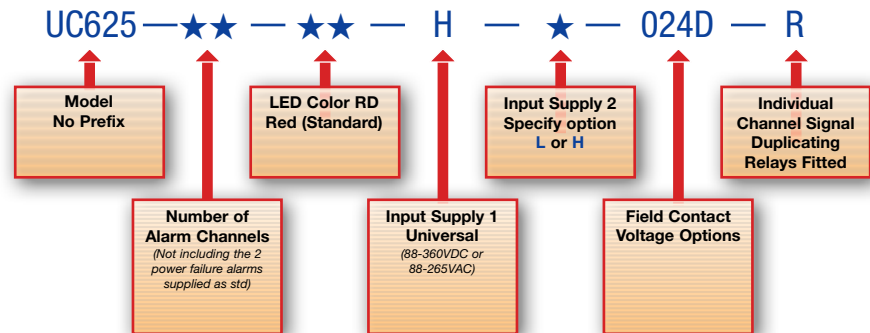 UC625 — ★★ — ★★ — H — ★ — 024D — R
Model
No Prefix
LED Color RD
Red (Standard)
Input Supply 2
Specify option
L or H
Individual
Channel Signal
Duplicating
Relays Fitted
Number of
Alarm Channels
(Not including the 2
power failure alarms
supplied as std)
Input Supply 1
Universal
(88-360VDC or
88-265VAC)
Field Contact
Voltage Options